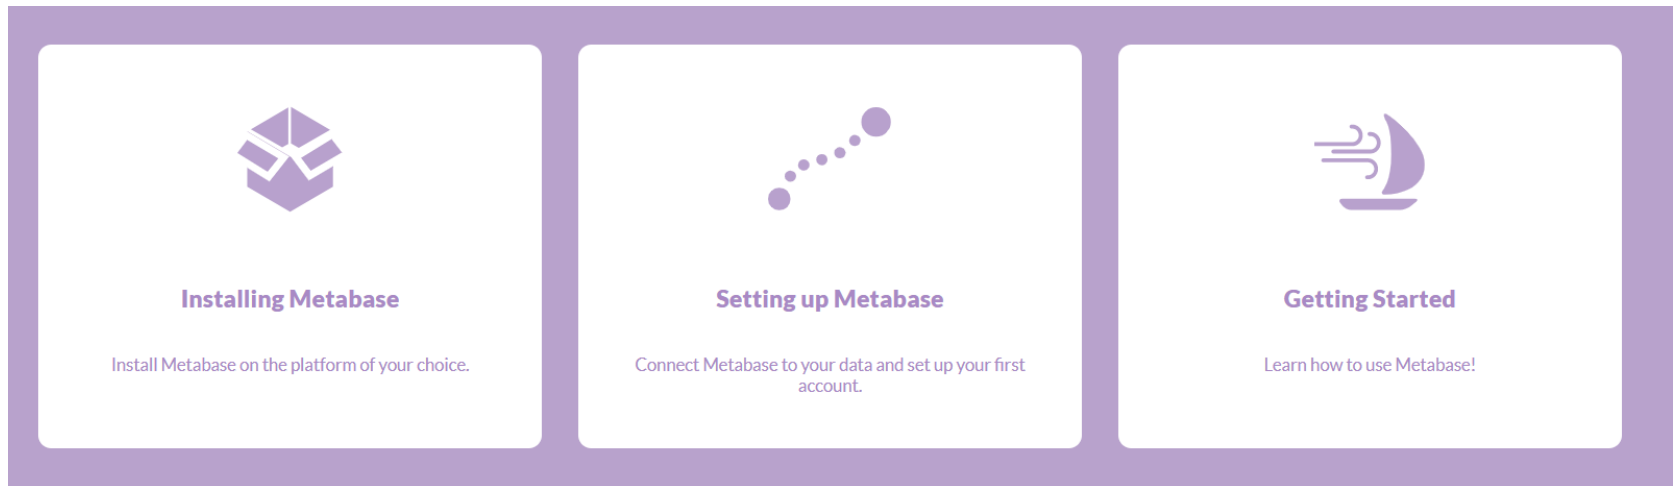 Installing Metabase
Install Metabase on the platform of your choice.
Setting up Metabase
Connect Metabase to your data and set up your first
account.
Getting Started
Learn how to use Metabase!